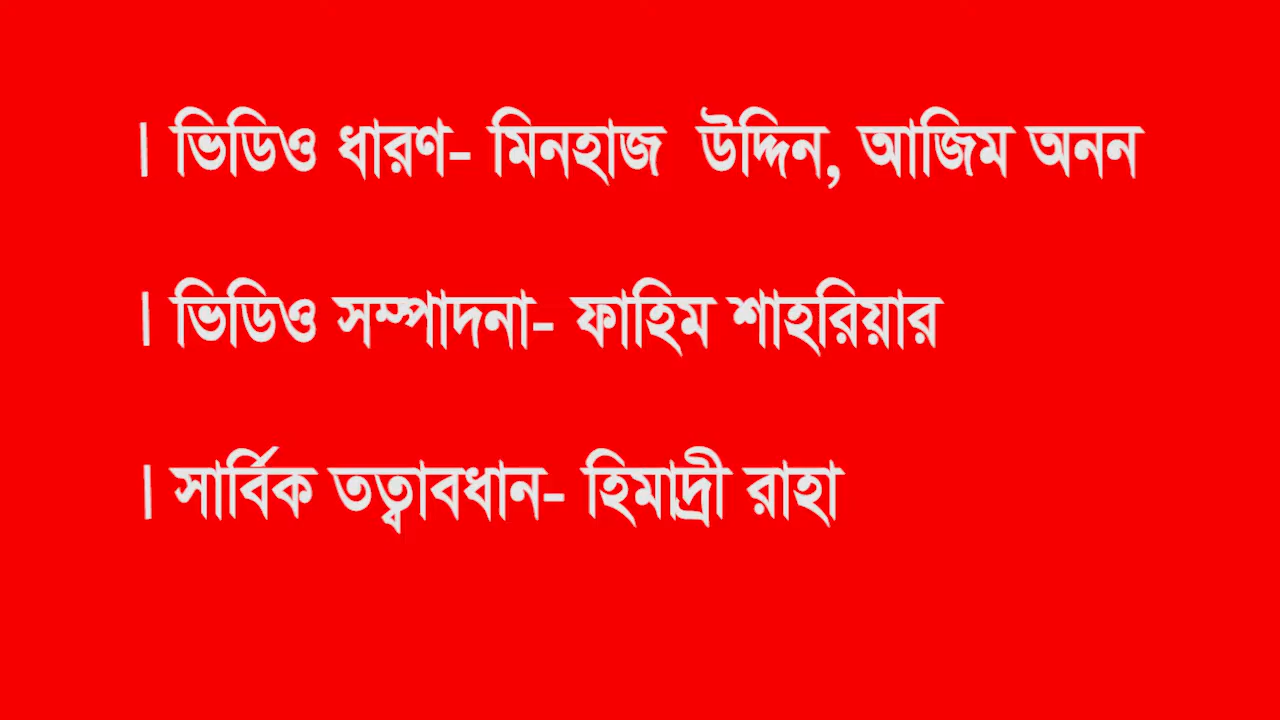 | ভিডিও ধারণ- মিনহাজ উদ্দিন, আজিম অনন
| ভিডিও সম্পাদনা- ফাহিম শাহরিয়ার
| সার্বিক তত্বাবধান- হিমাদ্রী রাহা